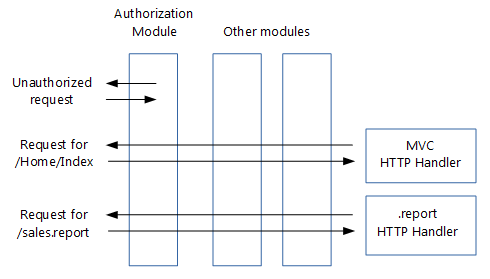 Authorization
Module
Other modules
Unauthorized
request
Request for
/Home/Index
MVC
HTTP Handler
Request for
/sales.report
.report
HTTP Handler